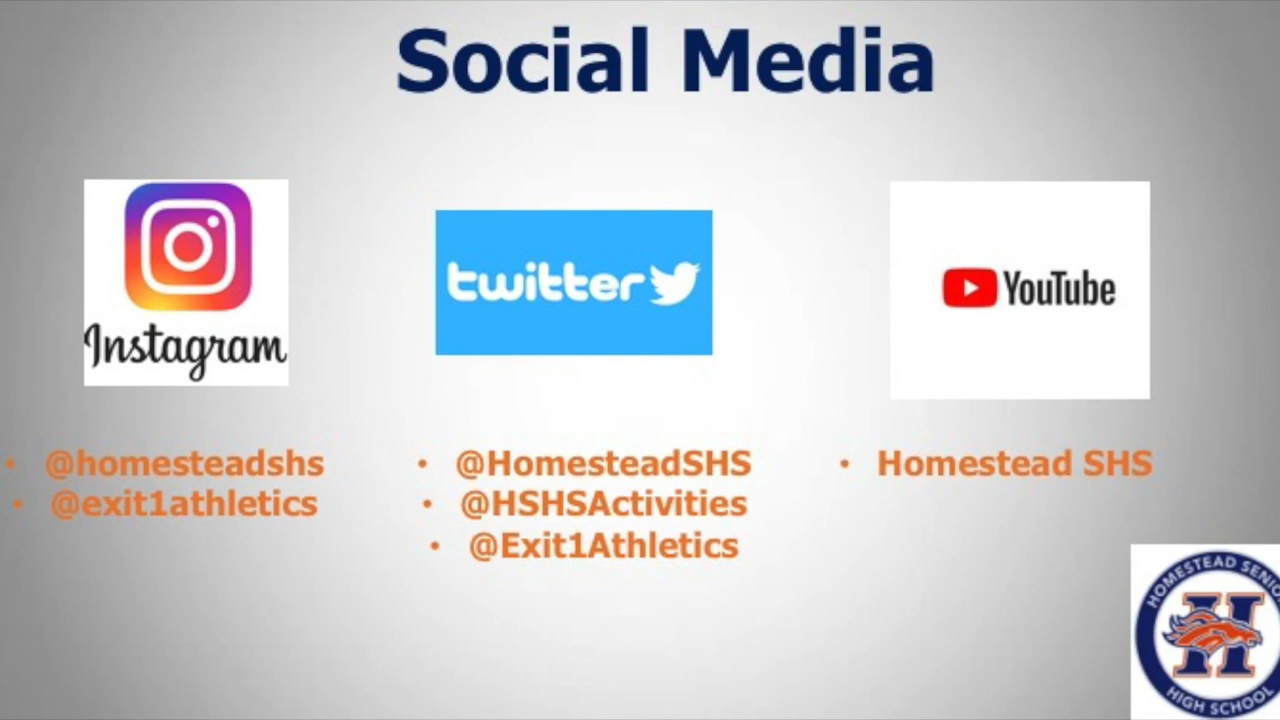 Social Media
Instagram
twitter
YouTube
• @homesteadshs
• @exit1athletics
• @HomesteadSHS
• @HSHSActivities
• @Exit1Athletics
• Homestead SHS
HOMESTEAD SENIO
H
HIGH SCHOOL